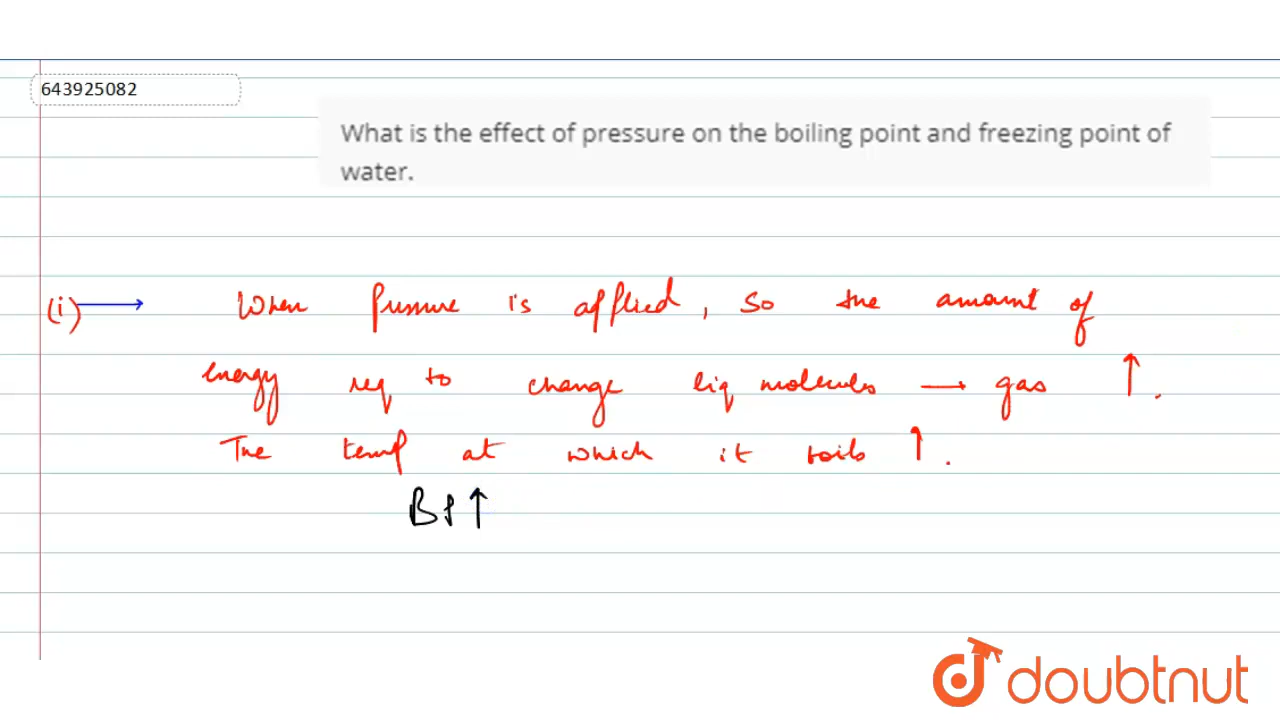 643925082
What is the effect of pressure on the boiling point and freezing point of
water.
(i) → When pressure is applied, so the amount of
energy req to change liq molecules → gas ↑.
The temp at which it boils ↑.
BP ↑
doubtnut